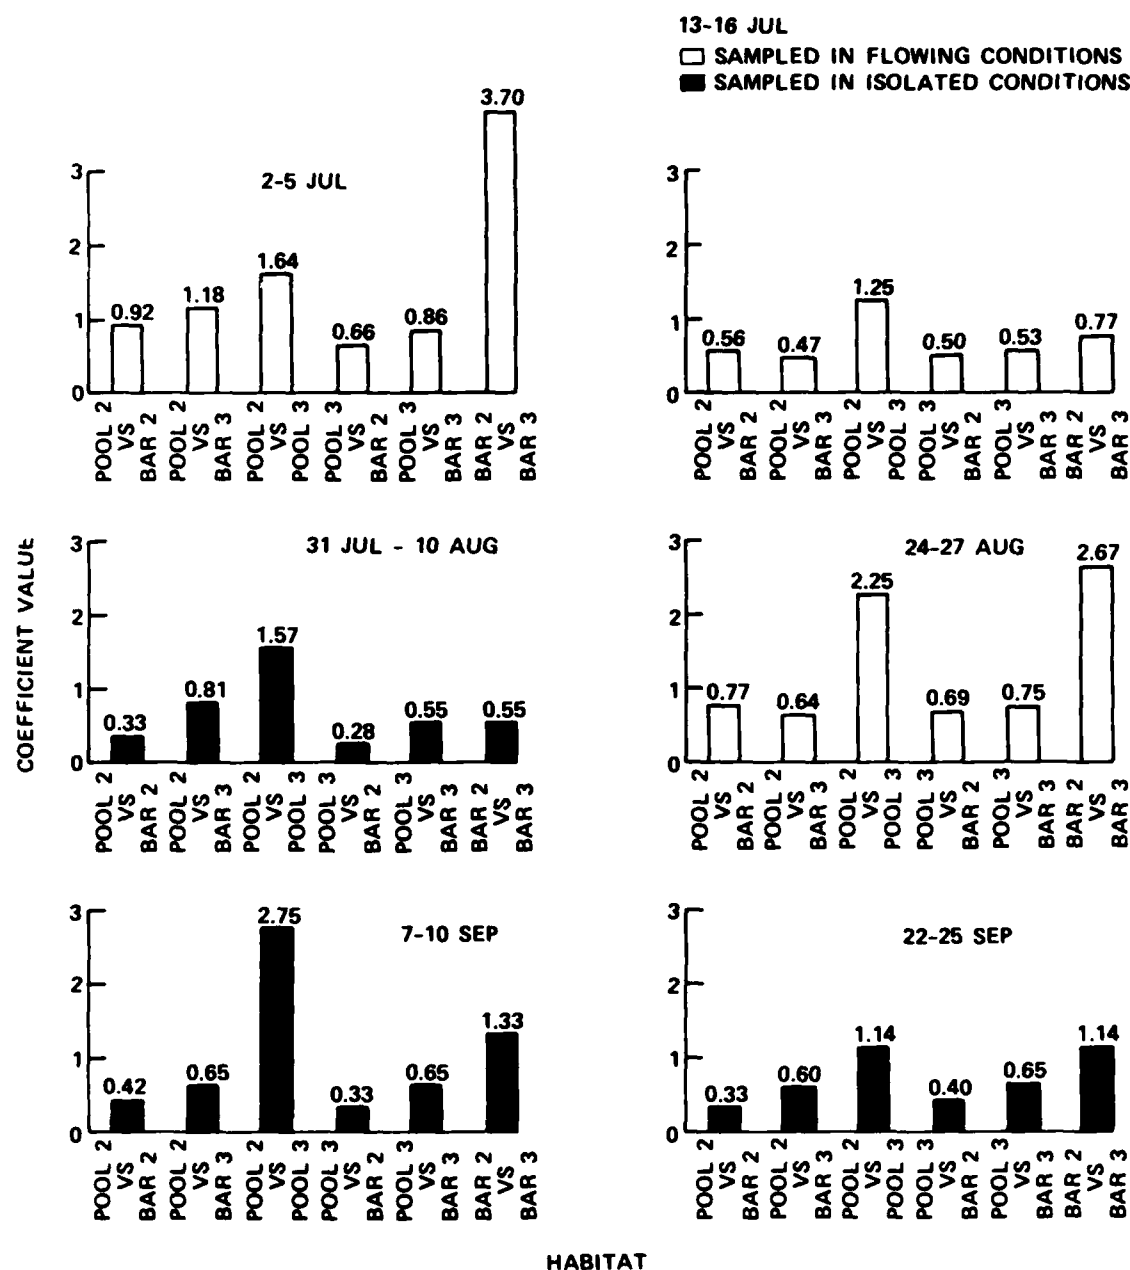 13-16 JUL
SAMPLED IN FLOWING CONDITIONS
SAMPLED IN ISOLATED CONDITIONS
2-5 JUL
3
2
1
0
0.92
1.18
1.64
0.66
0.86
3.70
POOL 2 VS BAR 2
POOL 2 VS BAR 3
POOL 2 VS POOL 3
POOL 3 VS BAR 2
POOL 3 VS BAR 3
BAR 2 VS BAR 3
3
2
1
0
0.56
0.47
1.25
0.50
0.53
0.77
POOL 2 VS BAR 2
POOL 2 VS BAR 3
POOL 2 VS POOL 3
POOL 3 VS BAR 2
POOL 3 VS BAR 3
BAR 2 VS BAR 3
COEFFICIENT VALUE
31 JUL - 10 AUG
3
2
1
0
0.33
0.81
1.57
0.28
0.55
0.55
POOL 2 VS BAR 2
POOL 2 VS BAR 3
POOL 2 VS POOL 3
POOL 3 VS BAR 2
POOL 3 VS BAR 3
BAR 2 VS BAR 3
24-27 AUG
3
2
1
0
0.77
0.64
2.25
0.69
0.75
2.67
POOL 2 VS BAR 2
POOL 2 VS BAR 3
POOL 2 VS POOL 3
POOL 3 VS BAR 2
POOL 3 VS BAR 3
BAR 2 VS BAR 3
7-10 SEP
3
2
1
0
0.42
0.65
2.75
0.33
0.65
1.33
POOL 2 VS BAR 2
POOL 2 VS BAR 3
POOL 2 VS POOL 3
POOL 3 VS BAR 2
POOL 3 VS BAR 3
BAR 2 VS BAR 3
22-25 SEP
3
2
1
0
0.33
0.60
1.14
0.40
0.65
1.14
POOL 2 VS BAR 2
POOL 2 VS BAR 3
POOL 2 VS POOL 3
POOL 3 VS BAR 2
POOL 3 VS BAR 3
BAR 2 VS BAR 3
HABITAT